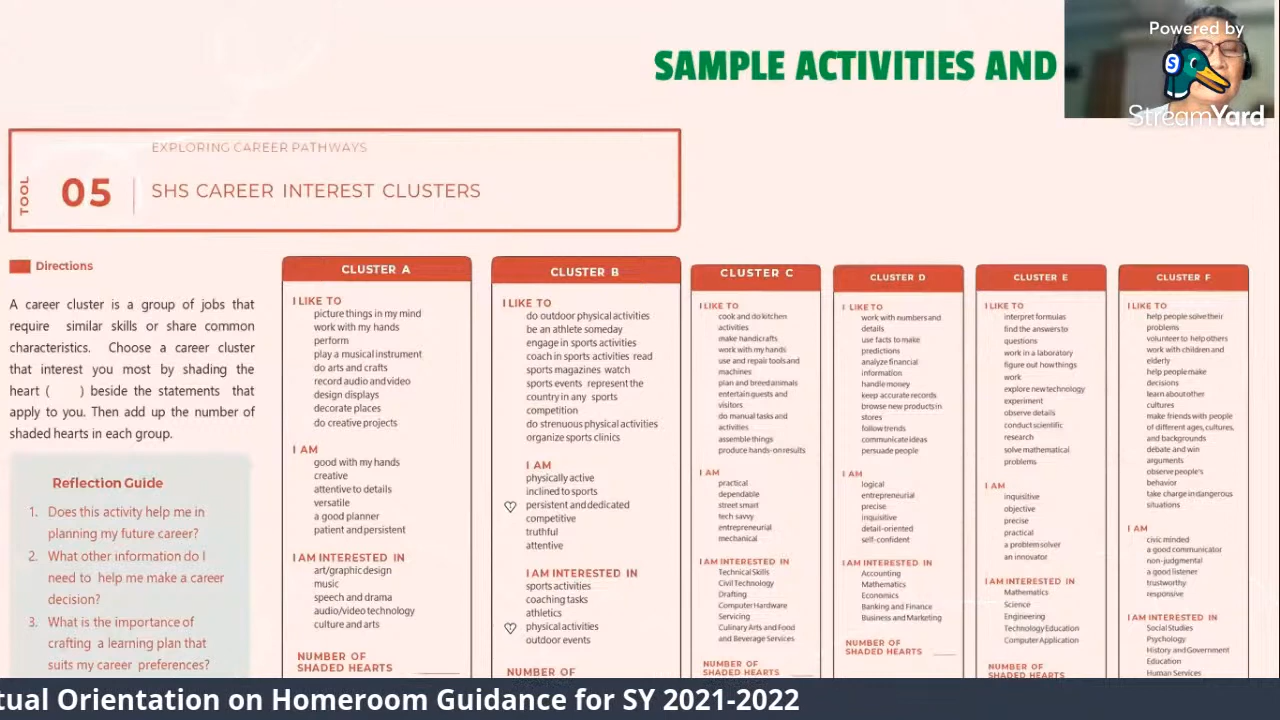 SAMPLE ACTIVITIES AND
Powered by
S
StreamYard
EXPLORING CAREER PATHWAYS
TOOL
05
SHS CAREER INTEREST CLUSTERS
Directions
A career cluster is a group of jobs that
require similar skills or share common
characteristics. Choose a career cluster
that interest you most by shading the
heart ( ) beside the statements that
apply to you. Then add up the number of
shaded hearts in each group.
Reflection Guide
1. Does this activity help me in
planning my future career?
2. What other information do I
need to help me make a career
decision?
3. What is the importance of
crafting a learning plan that
suits my career preferences?
CLUSTER A
I LIKE TO
picture things in my mind
work with my hands
perform
play a musical instrument
do arts and crafts
record audio and video
design displays
decorate places
do creative projects
I AM
good with my hands
creative
attentive to details
versatile
a good planner
patient and persistent
I AM INTERESTED IN
art/graphic design
music
speech and drama
audio/video technology
culture and arts
NUMBER OF
SHADED HEARTS
CLUSTER B
I LIKE TO
do outdoor physical activities
be an athlete someday
engage in sports activities
coach in sports activities read
sports magazines watch
sports events represent the
country in any sports
competition
do strenuous physical activities
organize sports clinics
I AM
physically active
inclined to sports
persistent and dedicated
competitive
truthful
attentive
I AM INTERESTED IN
sports activities
coaching tasks
athletics
physical activities
outdoor events
NUMBER OF
CLUSTER C
I LIKE TO
cook and do kitchen
activities
make handicrafts
work with my hands
use and repair tools and
machines
plan and breed animals
entertain guests and
visitors
do manual tasks and
activities
assemble things
produce hands-on results
I AM
practical
dependable
street smart
tech savvy
entrepreneurial
mechanical
I AM INTERESTED IN
Technical Skills
Civil Technology
Drafting
Computer Hardware
Servicing
Culinary Arts and Food
and Beverage Services
NUMBER OF
SHADED HEARTS
CLUSTER D
I LIKE TO
work with numbers and
details
use facts to make
predictions
analyze financial
information
handle money
keep accurate records
browse new products in
stores
follow trends
communicate ideas
persuade people
I AM
logical
entrepreneurial
precise
inquisitive
detail-oriented
self-confident
I AM INTERESTED IN
Accounting
Mathematics
Economics
Banking and Finance
Business and Marketing
NUMBER OF
SHADED HEARTS
CLUSTER E
I LIKE TO
interpret formulas
find the answers to
questions
work in a laboratory
figure out how things
work
explore new technology
experiment
observe details
conduct scientific
research
solve mathematical
problems
I AM
inquisitive
objective
precise
practical
a problem solver
an innovator
I AM INTERESTED IN
Mathematics
Science
Engineering
Technology Education
Computer Application
NUMBER OF
SHADED HEARTS
CLUSTER F
I LIKE TO
help people solve their
problems
volunteer to help others
work with children and
elderly
help people make
decisions
learn about other
cultures
make friends with people
of different ages, cultures,
and backgrounds
debate and win
arguments
observe people's
behavior
take charge in dangerous
situations
I AM
civic minded
a good communicator
non-judgmental
a good listener
trustworthy
responsive
I AM INTERESTED IN
Social Studies
Psychology
History and Government
Education
Human Services
tual Orientation on Homeroom Guidance for SY 2021-2022